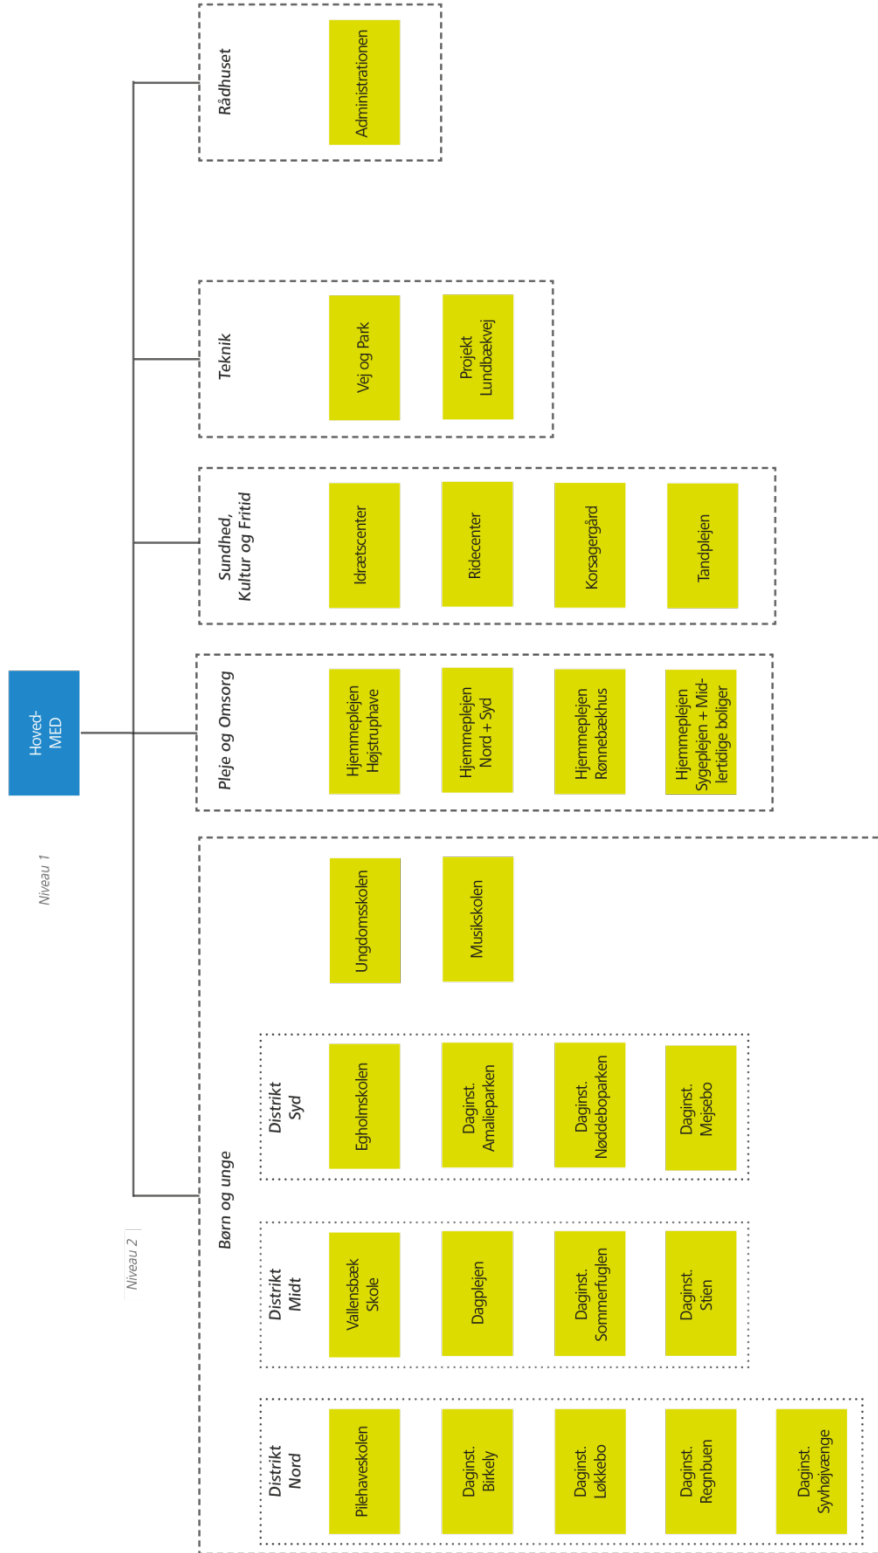 Hoved-
MED
Niveau 1
Niveau 2
Børn og unge
Distrikt
Nord
Pilehaveskolen
Daginst.
Birkely
Daginst.
Løkkebo
Daginst.
Regnbuen
Daginst.
Syvhøjvænge
Distrikt
Midt
Vallensbæk
Skole
Dagplejen
Daginst.
Sommerfuglen
Daginst.
Stien
Distrikt
Syd
Egholmskolen
Daginst.
Amalieparken
Daginst.
Nøddeboparken
Daginst.
Mejsebo
Ungdomsskolen
Musikskolen
Pleje og Omsorg
Hjemmeplejen
Højstruphave
Hjemmeplejen
Nord + Syd
Hjemmeplejen
Rønnebækhus
Hjemmeplejen
Sygeplejen + Mid-
lertidige boliger
Sundhed,
Kultur og Fritid
Idrætscenter
Ridecenter
Korsagergård
Tandplejen
Teknik
Vej og Park
Projekt
Lundbækvej
Rådhuset
Administrationen